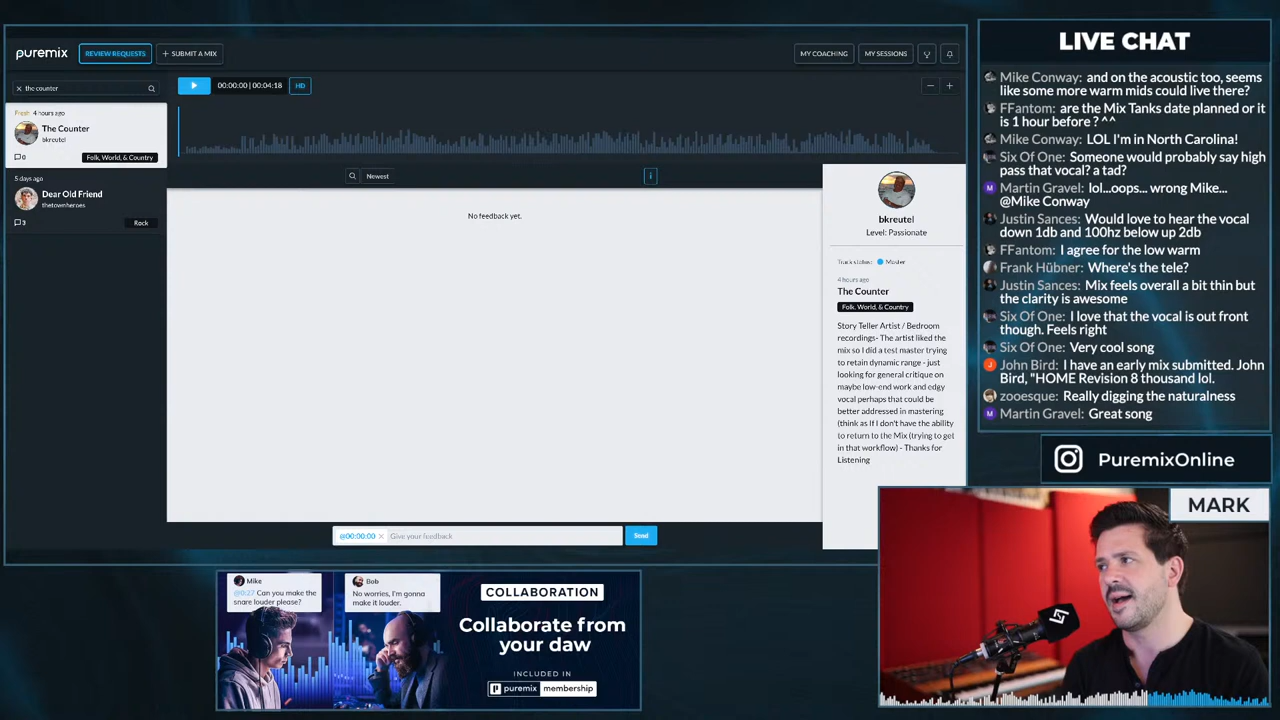 puremix
REVIEW REQUESTS
+ SUBMIT A MIX
MY COACHING
MY SESSIONS
the counter
Fresh 4 hours ago
The Counter
bkreutel
0
Folk, World, & Country
5 days ago
Dear Old Friend
thetownheroes
3
Rock
00:00:00 | 00:04:18
HD
Newest
i
No feedback yet.
@00:00:00
Give your feedback
Send
bkreutel
Level: Passionate
Track status: Master
4 hours ago
The Counter
Folk, World, & Country
Story Teller Artist / Bedroom
recordings- The artist liked the
mix so I did a test master trying
to retain dynamic range - just
looking for general critique on
maybe low-end work and edgy
vocal perhaps that could be
better addressed in mastering
(think as If I don't have the ability
to return to the Mix (trying to get
in that workflow) - Thanks for
Listening
LIVE CHAT
Mike Conway: and on the acoustic too, seems
like some more warm mids could live there?
FFantom: are the Mix Tanks date planned or it
is 1 hour before ? ^^
Mike Conway: LOL I'm in North Carolina!
Six Of One: Someone would probably say high
pass that vocal? a tad?
M
Martin Gravel: lol...oops... wrong Mike...
@Mike Conway
Justin Sances: Would love to hear the vocal
down 1db and 100hz below up 2db
FFantom: I agree for the low warm
Frank Hübner: Where's the tele?
Justin Sances: Mix feels overall a bit thin but
the clarity is awesome
Six Of One: I love that the vocal is out front
though. Feels right
Six Of One: Very cool song
J
John Bird: I have an early mix submitted. John
Bird, "HOME Revision 8 thousand lol.
zooesque: Really digging the naturalness
M
Martin Gravel: Great song
PuremixOnline
MARK
Mike
@0:27 Can you make the
snare louder please?
Bob
No worries, I'm gonna
make it louder.
COLLABORATION
Collaborate from
your daw
INCLUDED IN
puremix membership